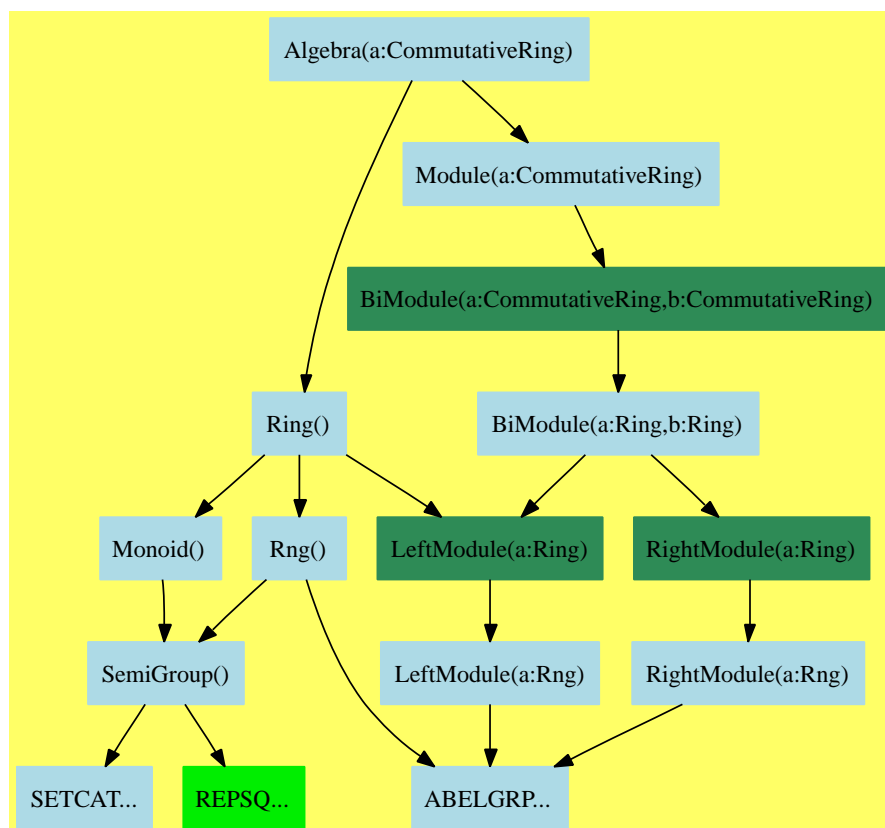 Algebra(a:CommutativeRing)
Module(a:CommutativeRing)
BiModule(a:CommutativeRing,b:CommutativeRing)
Ring()
BiModule(a:Ring,b:Ring)
Monoid()
Rng()
LeftModule(a:Ring)
RightModule(a:Ring)
SemiGroup()
LeftModule(a:Rng)
RightModule(a:Rng)
SETCAT...
REPSQ...
ABELGRP...